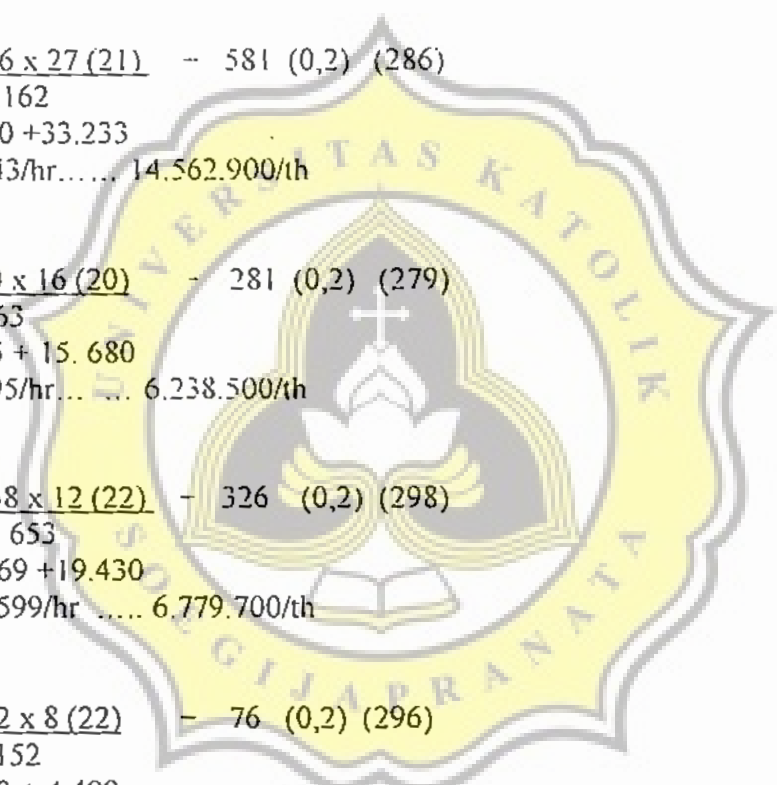 6 x 27 (21) - 581 (0,2) (286)
162
0 +33.233
43/hr...... 14.562.900/th
x 16 (20) - 281 (0,2) (279)
63
+ 15. 680
95/hr... ... 6.238.500/th
8 x 12 (22) - 326 (0,2) (298)
653
69 +19.430
599/hr ..... 6.779.700/th
2 x 8 (22) - 76 (0,2) (296)
152
UNIVERSITAS KATOLIK
SOEGIJAPRANATA